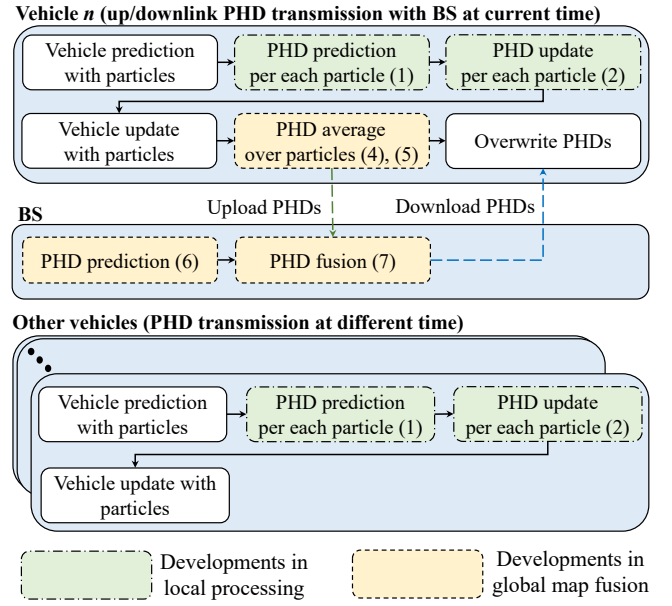 Vehicle n (up/downlink PHD transmission with BS at current time)
Vehicle prediction
with particles
PHD prediction
per each particle (1)
PHD update
per each particle (2)
Vehicle update
with particles
PHD average
over particles (4), (5)
Overwrite PHDs
Upload PHDs
Download PHDs
BS
PHD prediction (6)
PHD fusion (7)
Other vehicles (PHD transmission at different time)
Vehicle prediction
with particles
PHD prediction
per each particle (1)
PHD update
per each particle (2)
Vehicle update with
particles
Developments in
local processing
Developments in
global map fusion